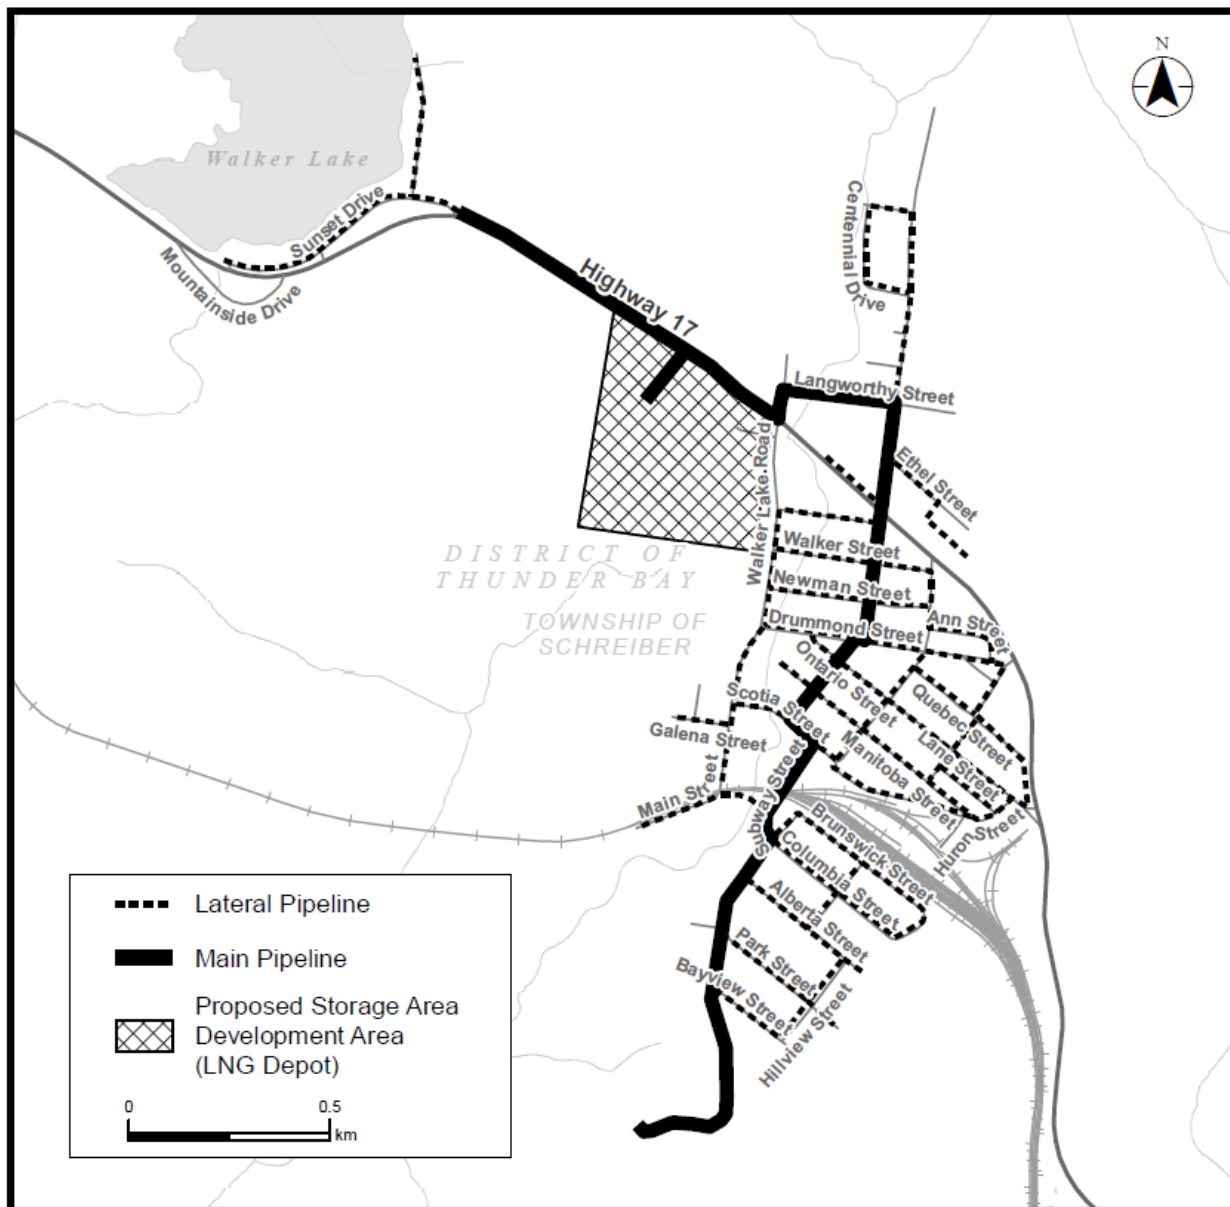 N
Walker Lake
Sunset Drive
Mountainside Drive
Highway 17
Centennial Drive
Langworthy Street
Ethel Street
Walker Lake Road
Walker Street
Newman Street
Drummond Street
Ann Street
DISTRICT OF
THUNDER BAY
TOWNSHIP OF
SCHREIBER
Ontario Street
Quebec Street
Scotia Street
Galena Street
Lane Street
Manitoba Street
Main Street
Subway Street
Huron Street
Brunswick Street
Columbia Street
Alberta Street
Park Street
Bayview Street
Hillview Street
Lateral Pipeline
Main Pipeline
Proposed Storage Area
Development Area
(LNG Depot)
0 0.5
km